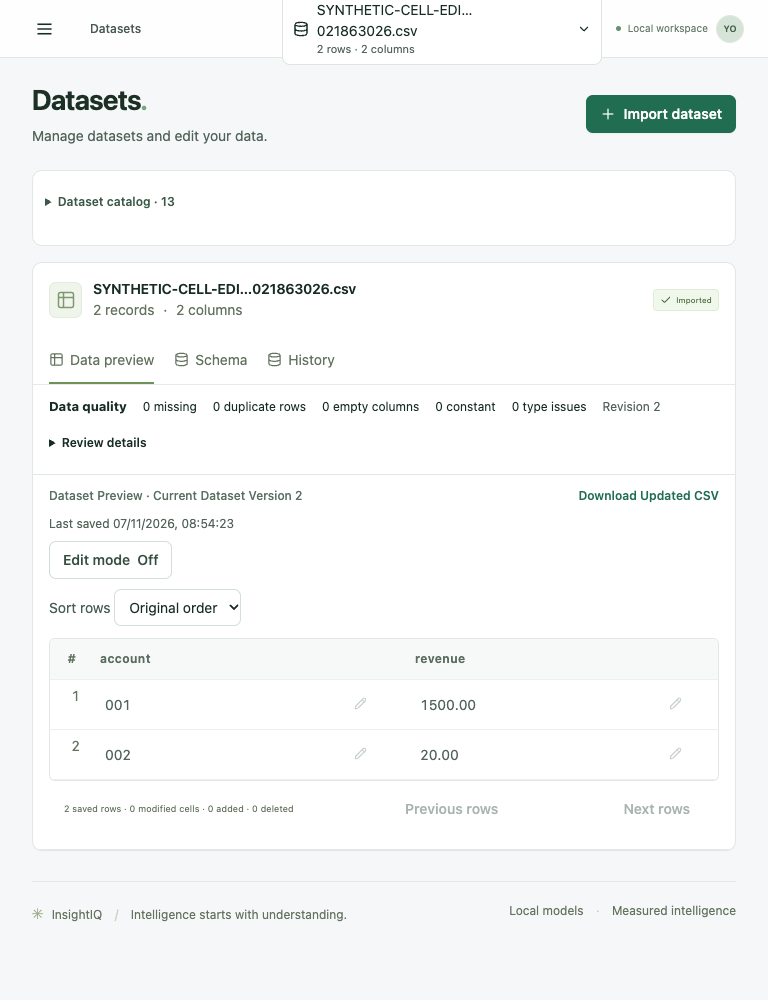 Datasets
SYNTHETIC-CELL-EDI...
021863026.csv
2 rows · 2 columns
Local workspace
YO
Datasets.
Manage datasets and edit your data.
Import dataset
Dataset catalog · 13
SYNTHETIC-CELL-EDI...021863026.csv
2 records · 2 columns
Imported
Data preview Schema History
Data quality 0 missing 0 duplicate rows 0 empty columns 0 constant 0 type issues Revision 2
Review details
Dataset Preview · Current Dataset Version 2
Download Updated CSV
Last saved 07/11/2026, 08:54:23
Edit mode Off
Sort rows Original order
# account revenue
1 001 1500.00
2 002 20.00
2 saved rows · 0 modified cells · 0 added · 0 deleted
Previous rows
Next rows
InsightIQ / Intelligence starts with understanding.
Local models · Measured intelligence